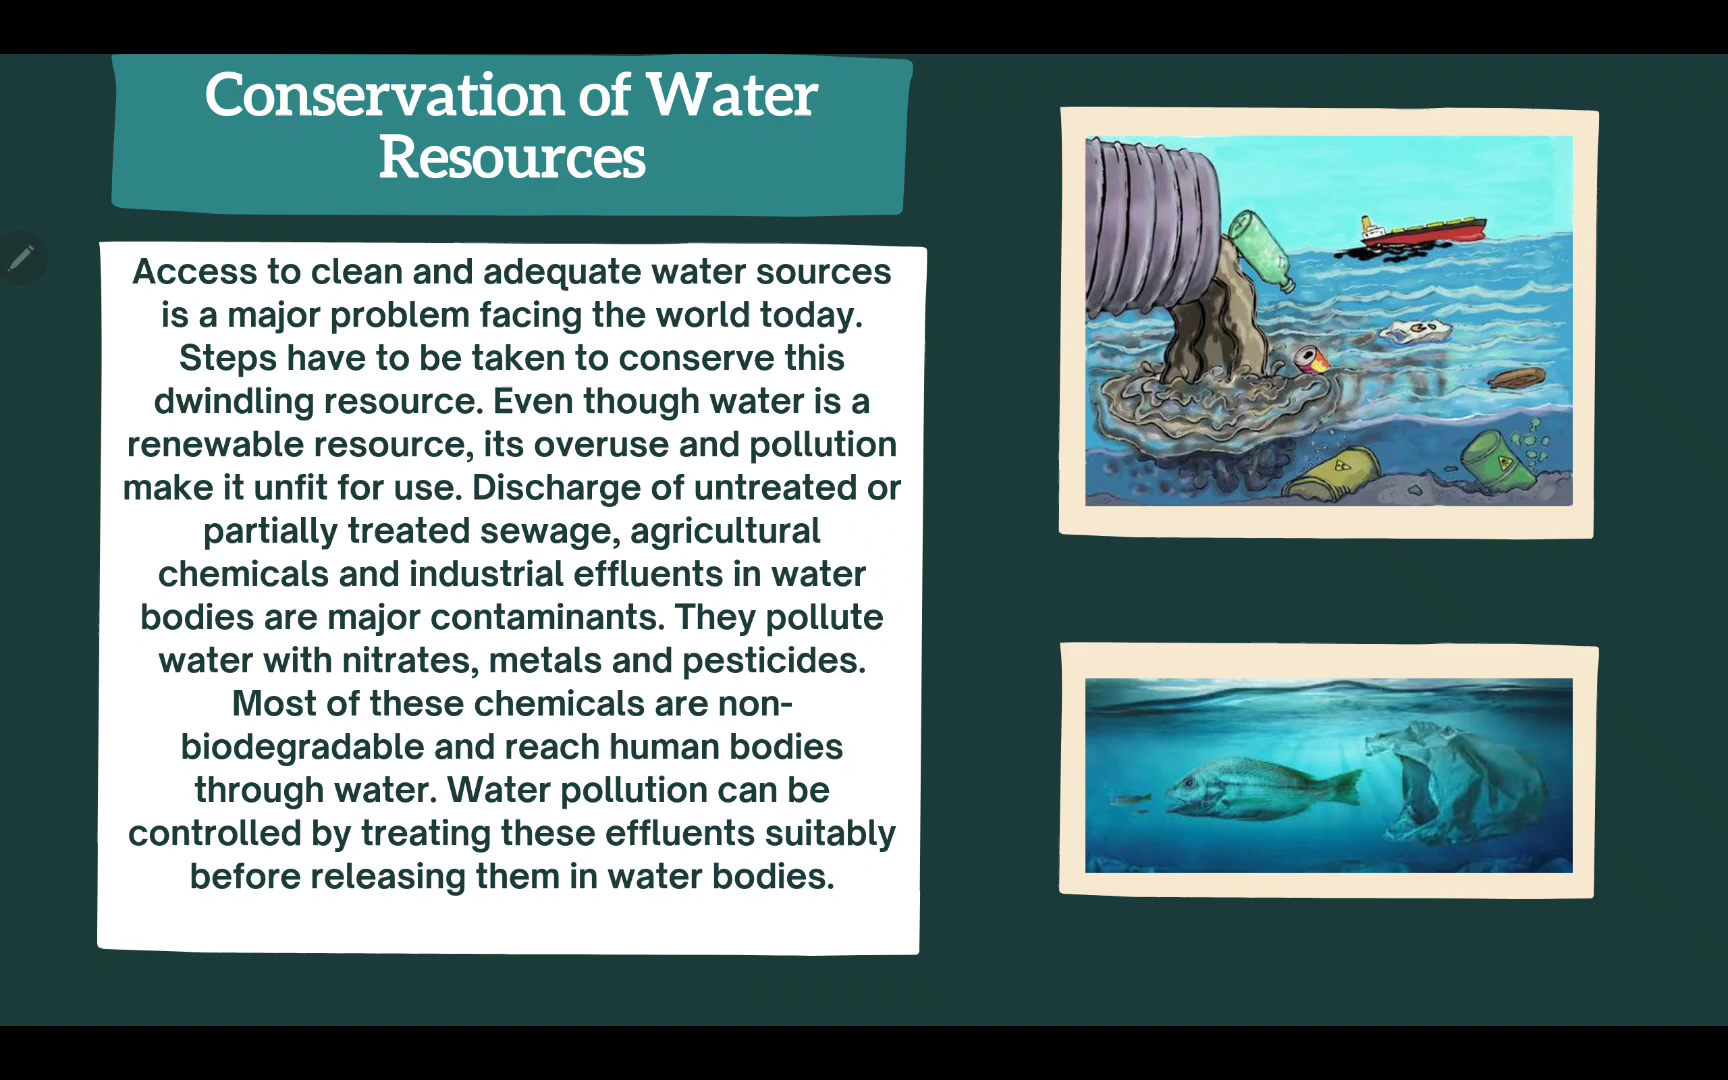 Conservation of Water
Resources
Access to clean and adequate water sources
is a major problem facing the world today.
Steps have to be taken to conserve this
dwindling resource. Even though water is a
renewable resource, its overuse and pollution
make it unfit for use. Discharge of untreated or
partially treated sewage, agricultural
chemicals and industrial effluents in water
bodies are major contaminants. They pollute
water with nitrates, metals and pesticides.
Most of these chemicals are non-
biodegradable and reach human bodies
through water. Water pollution can be
controlled by treating these effluents suitably
before releasing them in water bodies.